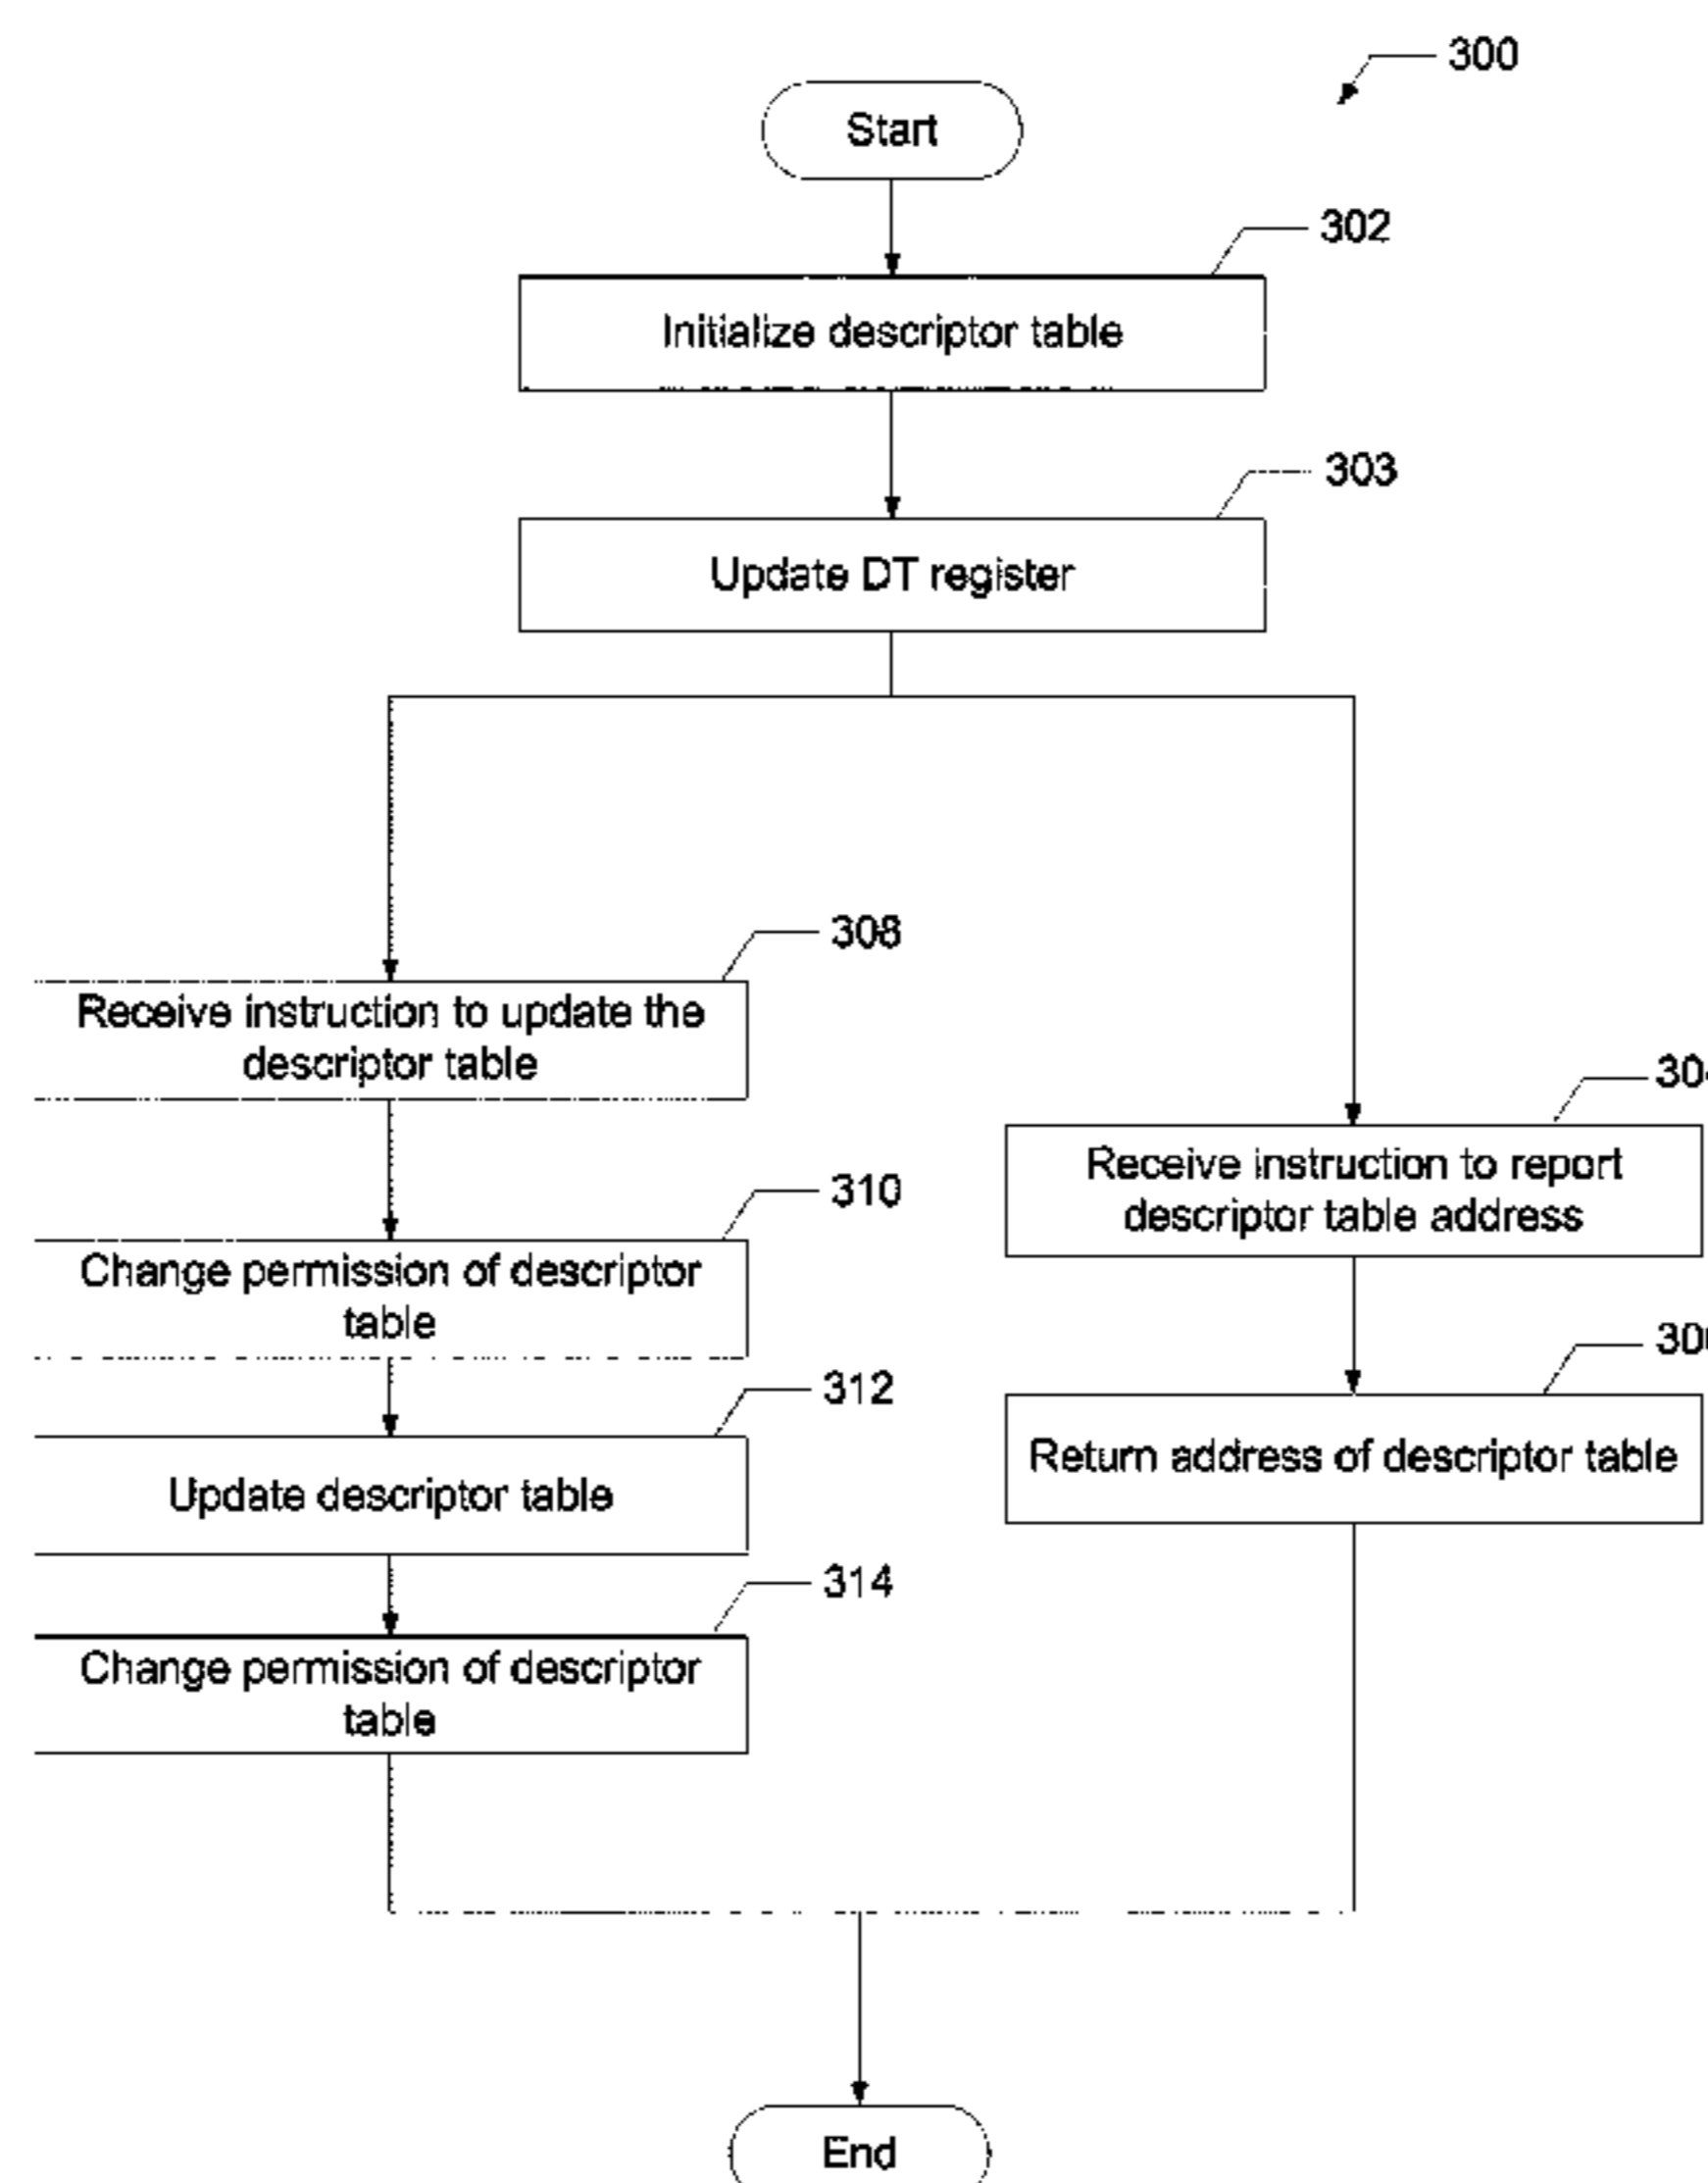 300
Start
302
Initialize descriptor table
303
Update DT register
308
Receive instruction to update the
descriptor table
310
Change permission of descriptor
table
312
Update descriptor table
314
Change permission of descriptor
table
Receive instruction to report
descriptor table address
Return address of descriptor table
End